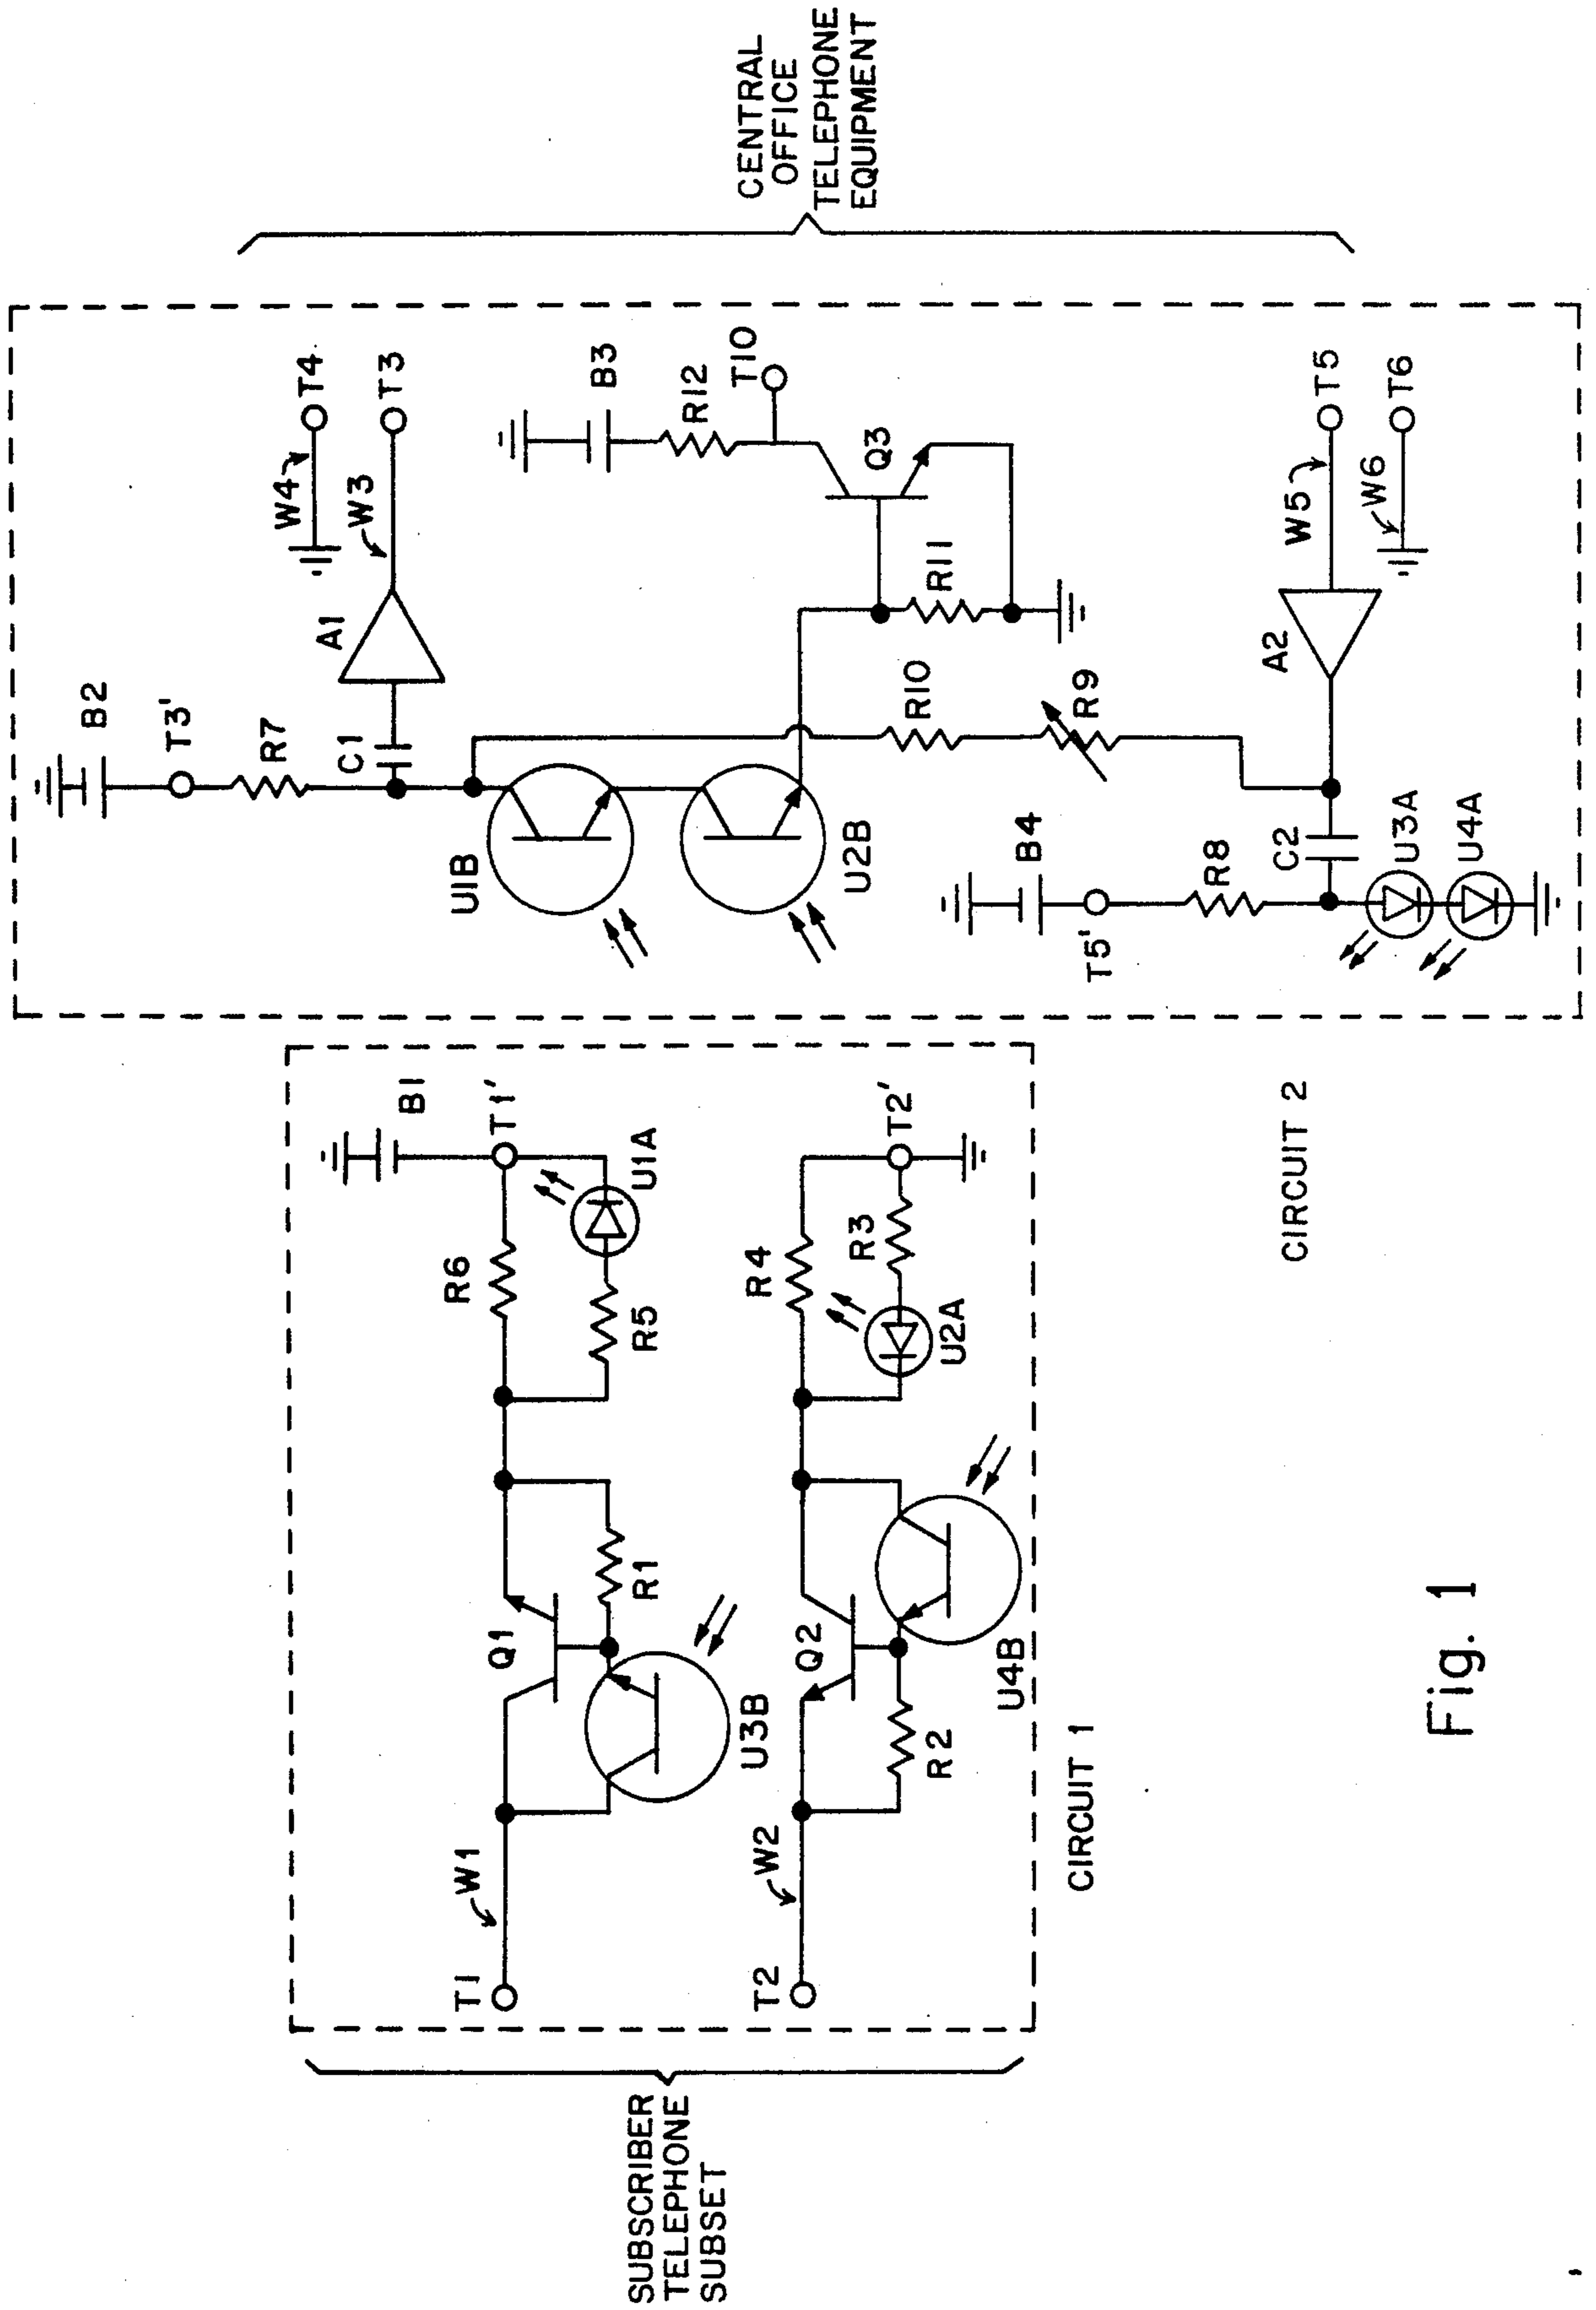 CENTRAL
OFFICE
TELEPHONE
EQUIPMENT
B2
T3'
R7
C1
A1
W4
T4
W3
T3
B3
R12
T10
Q3
R11
U1B
U2B
R10
R9
B4
T5'
R8
C2
A2
W5
T5
W6
T6
U3A
U4A
CIRCUIT 2
B1
T1'
R6
U1A
R5
R1
Q1
U3B
W1
T1
T2'
R4
R3
U2A
Q2
U4B
R2
W2
T2
CIRCUIT 1
SUBSCRIBER
TELEPHONE
SUBSET
Fig. 1